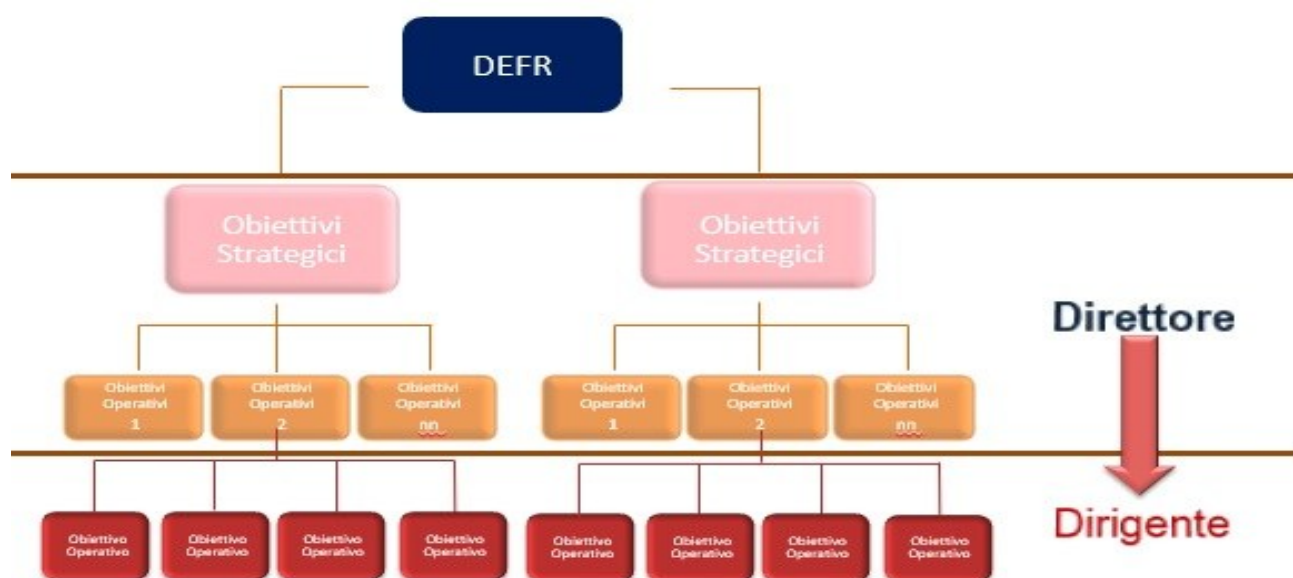 DEFR
Obiettivi
Strategici
Obiettivi
Strategici
Direttore
Obiettivi
Operativi
1
Obiettivi
Operativi
2
Obiettivi
Operativi
nn
Obiettivi
Operativi
1
Obiettivi
Operativi
2
Obiettivi
Operativi
nn
Obiettivo
Operativo
Obiettivo
Operativo
Obiettivo
Operativo
Obiettivo
Operativo
Obiettivo
Operativo
Obiettivo
Operativo
Obiettivo
Operativo
Obiettivo
Operativo
Dirigente